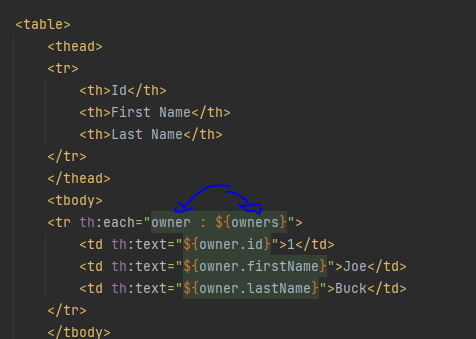 <table>
<thead>
<tr>
<th>Id</th>
<th>First Name</th>
<th>Last Name</th>
</tr>
</thead>
<tbody>
<tr th:each="owner : ${owners}">
<td th:text="${owner.id}">1</td>
<td th:text="${owner.firstName}">Joe</td>
<td th:text="${owner.lastName}">Buck</td>
</tr>
</tbody>